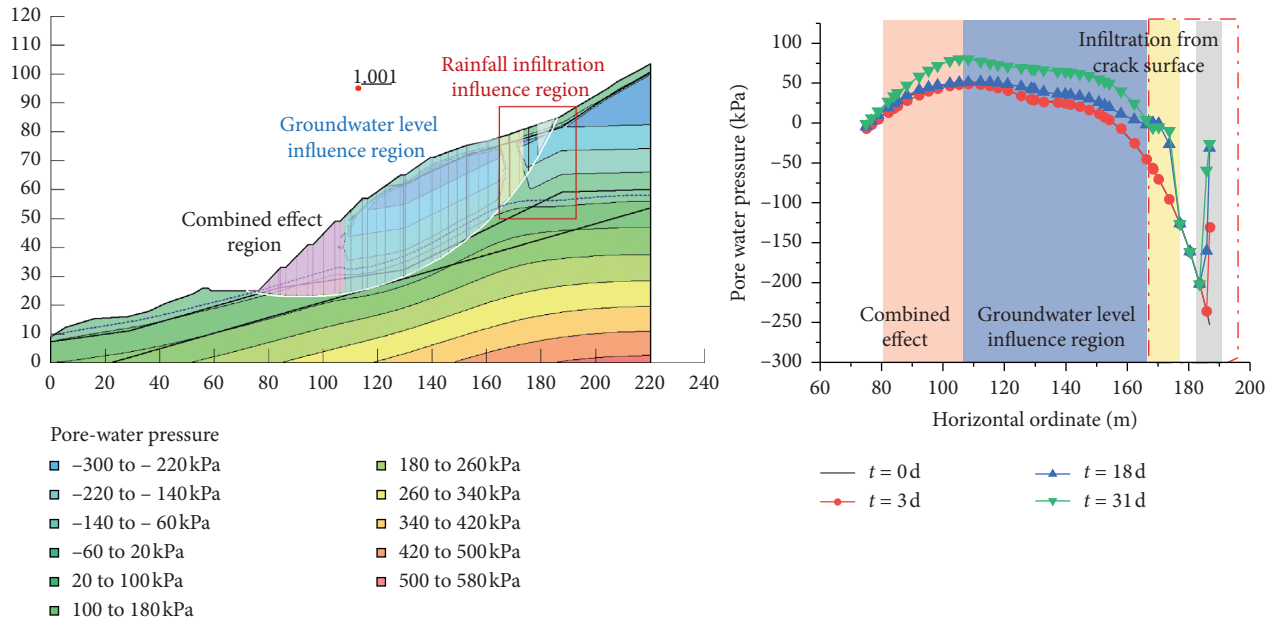 120
110
100
90
80
70
60
50
40
30
20
10
0
0
20
40
60
80
100
120
140
160
180
200
220
240
1.001
Rainfall infiltration
influence region
Groundwater level
influence region
Combined effect
region
Pore-water pressure
–300 to – 220 kPa
–220 to – 140 kPa
–140 to – 60 kPa
–60 to 20 kPa
20 to 100 kPa
100 to 180 kPa
180 to 260 kPa
260 to 340 kPa
340 to 420 kPa
420 to 500 kPa
500 to 580 kPa
Pore water pressure (kPa)
100
50
0
–50
–100
–150
–200
–250
–300
Infiltration from
crack surface
Combined
effect
Groundwater level
influence region
60
80
100
120
140
160
180
200
Horizontal ordinate (m)
t = 0 d
t = 3 d
t = 18 d
t = 31 d